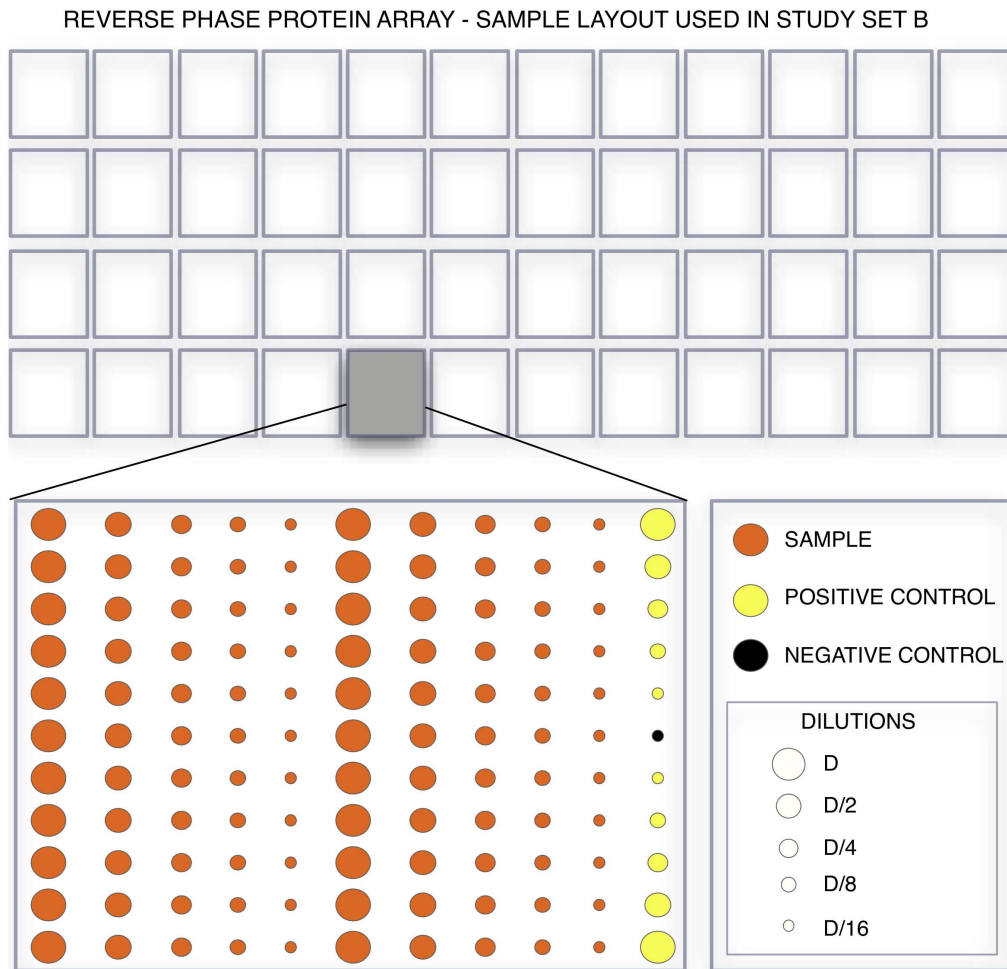 REVERSE PHASE PROTEIN ARRAY - SAMPLE LAYOUT USED IN STUDY SET B
SAMPLE
POSITIVE CONTROL
NEGATIVE CONTROL
DILUTIONS
D
D/2
D/4
D/8
D/16